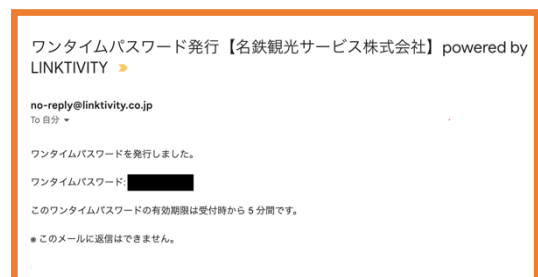 ワンタイムパスワード発行【名鉄観光サービス株式会社】powered by
LINKTIVITY
no-reply@linktivity.co.jp
To 自分
ワンタイムパスワードを発行しました。
ワンタイムパスワード:
このワンタイムパスワードの有効期限は受付時から 5 分間です。
※ このメールに返信はできません。